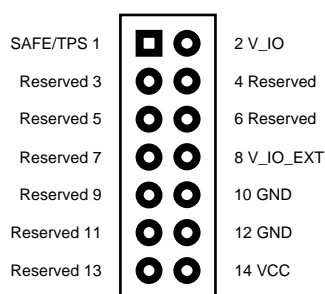 SAFE/TPS 1 2 V_IO
Reserved 3 4 Reserved
Reserved 5 6 Reserved
Reserved 7 8 V_IO_EXT
Reserved 9 10 GND
Reserved 11 12 GND
Reserved 13 14 VCC